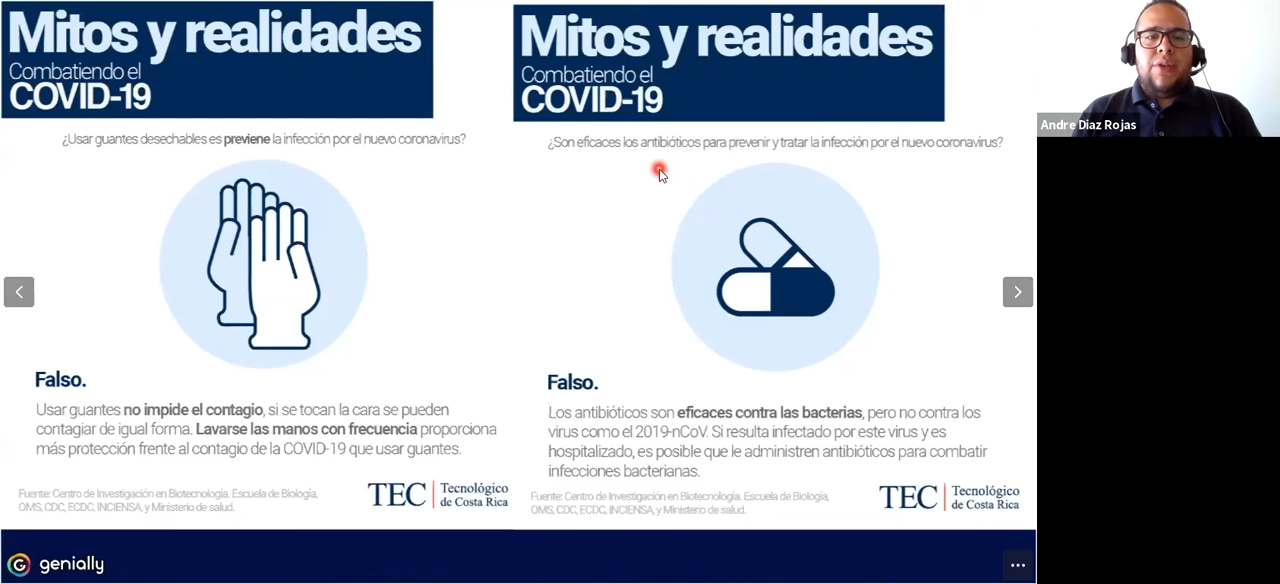 Mitos y realidades
Combatiendo el
COVID-19
¿Usar guantes desechables es previene la infección por el nuevo coronavirus?
Falso.
Usar guantes no impide el contagio, si se tocan la cara se pueden
contagiar de igual forma. Lavarse las manos con frecuencia proporciona
más protección frente al contagio de la COVID-19 que usar guantes.
Fuente: Centro de Investigación en Biotecnología. Escuela de Biología,
OMS, CDC, ECDC, INCIENSA, y Ministerio de salud.
TEC
Tecnológico
de Costa Rica
Mitos y realidades
Combatiendo el
COVID-19
¿Son eficaces los antibióticos para prevenir y tratar la infección por el nuevo coronavirus?
Falso.
Los antibióticos son eficaces contra las bacterias, pero no contra los
virus como el 2019-nCoV. Si resulta infectado por este virus y es
hospitalizado, es posible que le administren antibióticos para combatir
infecciones bacterianas.
Fuente: Centro de Investigación en Biotecnología. Escuela de Biología,
OMS, CDC, ECDC, INCIENSA, y Ministerio de salud.
TEC
Tecnológico
de Costa Rica
Andre Diaz Rojas
genially